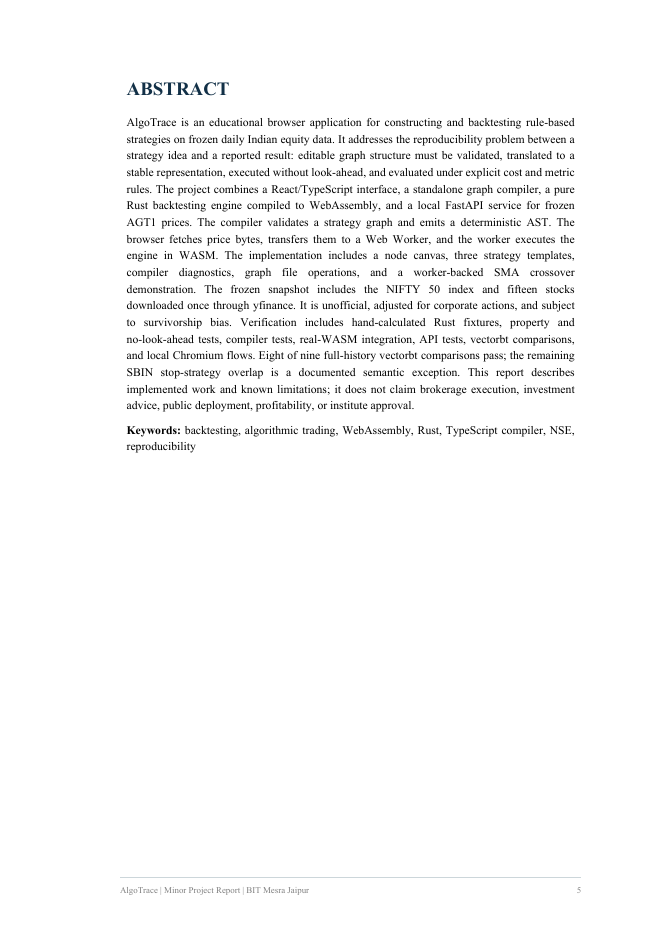 ABSTRACT
AlgoTrace is an educational browser application for constructing and backtesting rule-based
strategies on frozen daily Indian equity data. It addresses the reproducibility problem between a
strategy idea and a reported result: editable graph structure must be validated, translated to a
stable representation, executed without look-ahead, and evaluated under explicit cost and metric
rules. The project combines a React/TypeScript interface, a standalone graph compiler, a pure
Rust backtesting engine compiled to WebAssembly, and a local FastAPI service for frozen
AGT1 prices. The compiler validates a strategy graph and emits a deterministic AST. The
browser fetches price bytes, transfers them to a Web Worker, and the worker executes the
engine in WASM. The implementation includes a node canvas, three strategy templates,
compiler diagnostics, graph file operations, and a worker-backed SMA crossover
demonstration. The frozen snapshot includes the NIFTY 50 index and fifteen stocks
downloaded once through yfinance. It is unofficial, adjusted for corporate actions, and subject
to survivorship bias. Verification includes hand-calculated Rust fixtures, property and
no-look-ahead tests, compiler tests, real-WASM integration, API tests, vectorbt comparisons,
and local Chromium flows. Eight of nine full-history vectorbt comparisons pass; the remaining
SBIN stop-strategy overlap is a documented semantic exception. This report describes
implemented work and known limitations; it does not claim brokerage execution, investment
advice, public deployment, profitability, or institute approval.
Keywords: backtesting, algorithmic trading, WebAssembly, Rust, TypeScript compiler, NSE,
reproducibility
AlgoTrace | Minor Project Report | BIT Mesra Jaipur 5